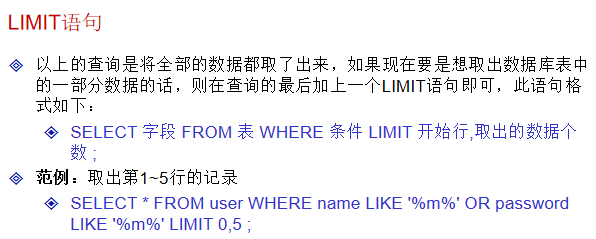 LIMIT语句
以上的查询是将全部的数据都取了出来，如果现在要是想取出数据库表中
的一部分数据的话，则在查询的最后加上一个LIMIT语句即可，此语句格
式如下：
SELECT 字段 FROM 表 WHERE 条件 LIMIT 开始行,取出的数据个
数 ;
范例：取出第1~5行的记录
SELECT * FROM user WHERE name LIKE '%m%' OR password
LIKE '%m%' LIMIT 0,5 ;